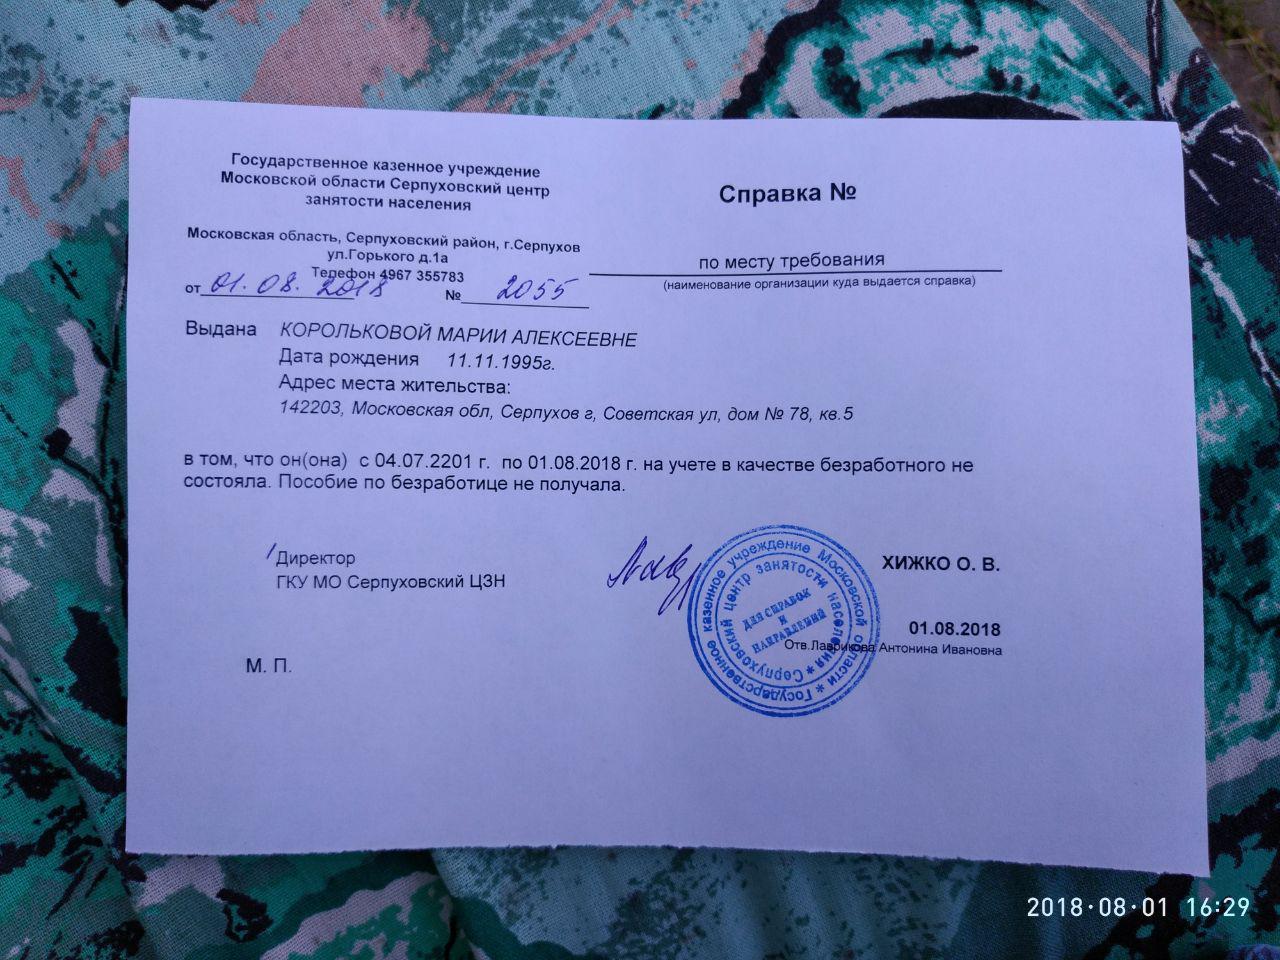 Государственное казенное учреждение
Московской области Серпуховский центр
занятости населения
Московская область, Серпуховский район, г.Серпухов
ул.Горького д.1а
Телефон 4967 355783
от 01.08.2018 № 2055
Справка №
по месту требования
(наименование организации куда выдается справка)
Выдана КОРОЛЬКОВОЙ МАРИИ АЛЕКСЕЕВНЕ
Дата рождения 11.11.1995г.
Адрес места жительства:
142203, Московская обл, Серпухов г, Советская ул, дом № 78, кв.5
в том, что он(она) с 04.07.2201 г. по 01.08.2018 г. на учете в качестве безработного не
состояла. Пособие по безработице не получала.
Директор
ГКУ МО Серпуховский ЦЗН
ХИЖКО О. В.
01.08.2018
Отв.Лаврикова Антонина Ивановна
М. П.
Государственное казенное учреждение Московской области *
Серпуховский центр занятости населения *
ДЛЯ СПРАВОК
И
НАПРАВЛЕНИЙ
2018·08·01 16:29